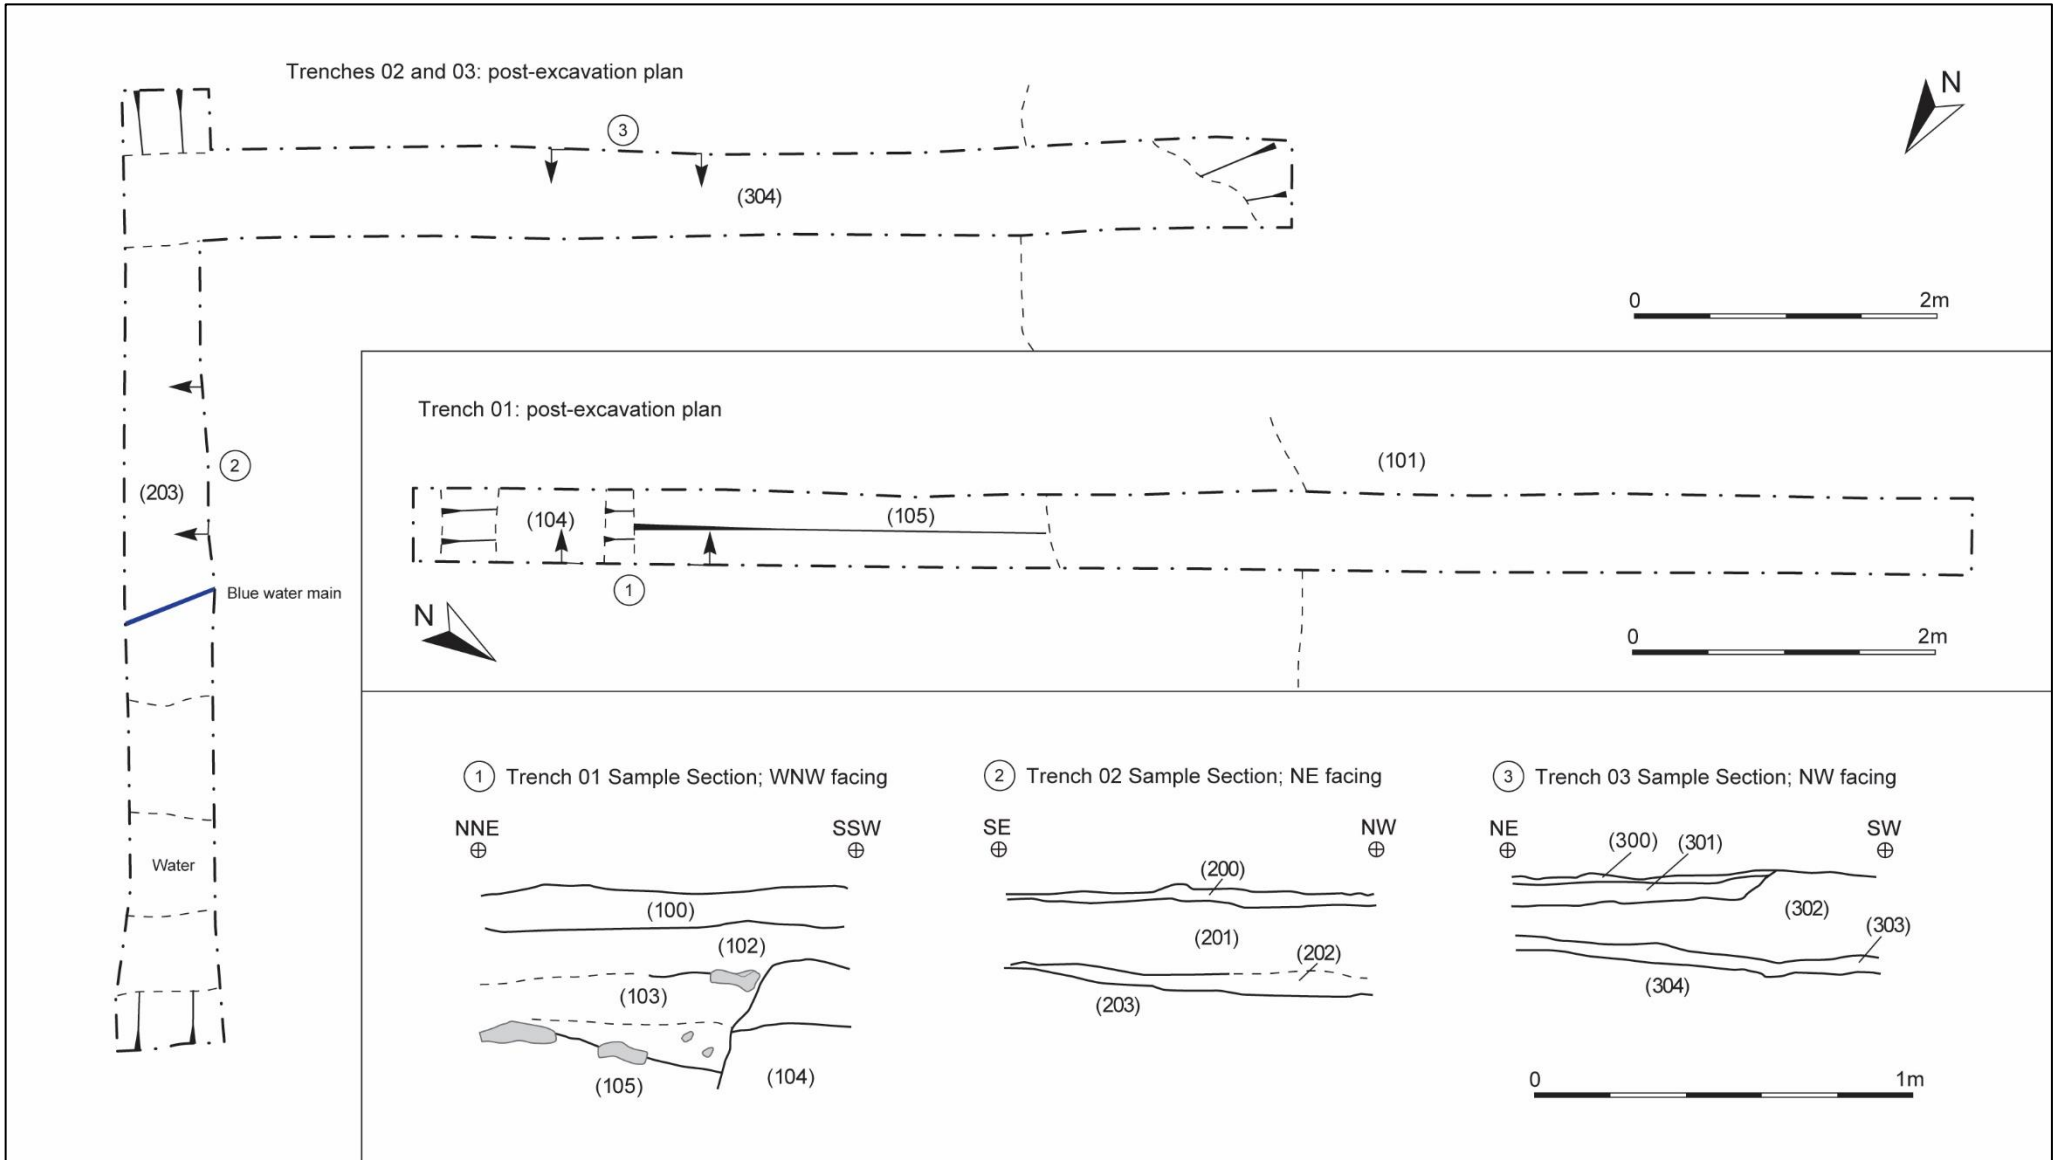 Trenches 02 and 03: post-excavation plan
N
3
(304)
0 2m
2
(203)
Blue water main
Water
Trench 01: post-excavation plan
(101)
(104)
(105)
1
N
0 2m
1 Trench 01 Sample Section; WNW facing
NNE SSW
(100)
(102)
(103)
(105)
(104)
2 Trench 02 Sample Section; NE facing
SE NW
(200)
(201)
(202)
(203)
3 Trench 03 Sample Section; NW facing
NE SW
(300) (301)
(302)
(303)
(304)
0 1m